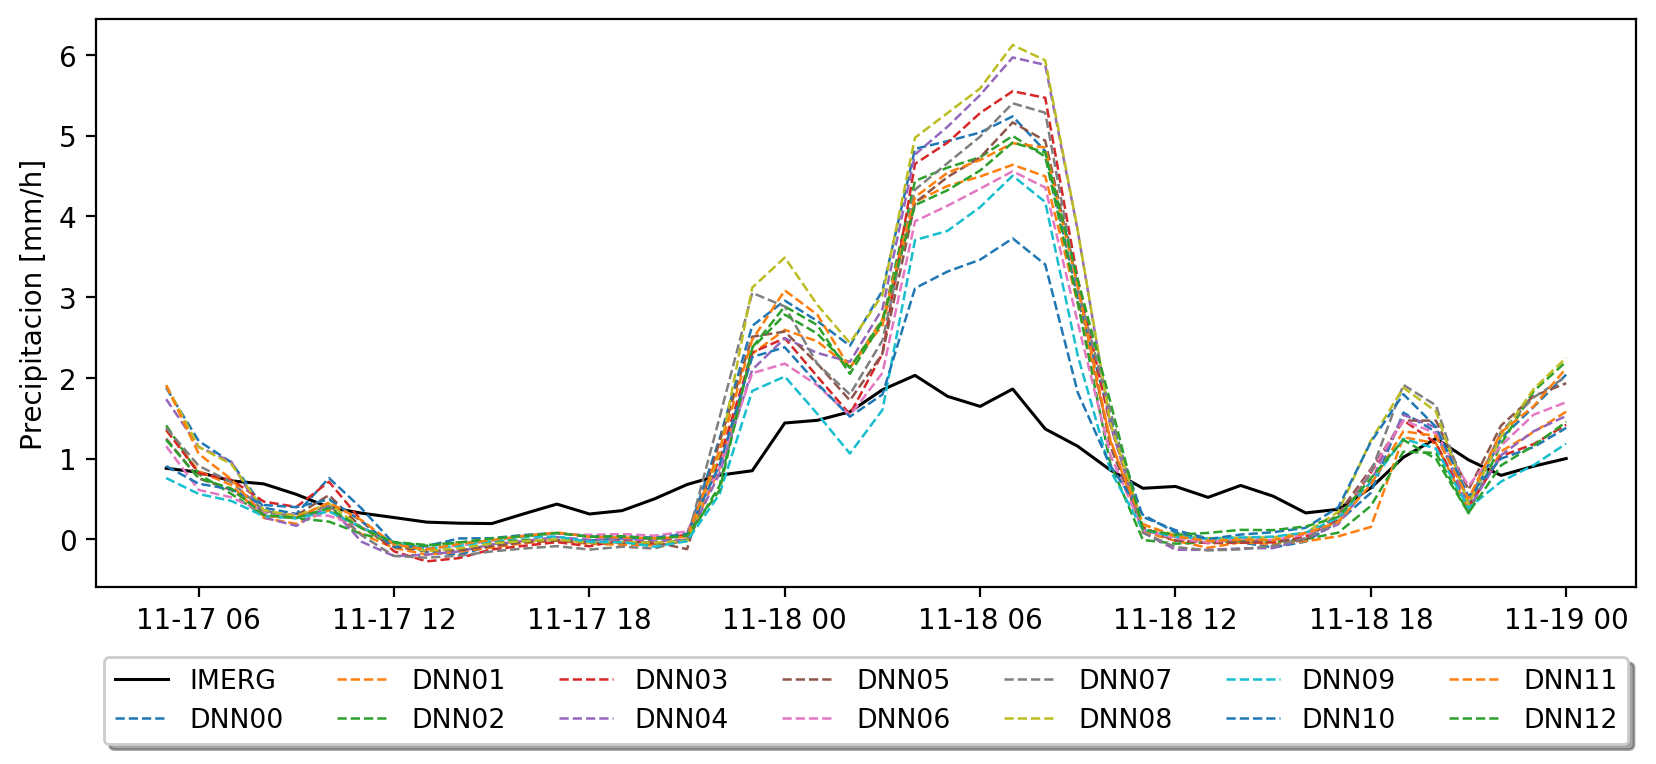 6
5
4
3
2
1
0
Precipitacion [mm/h]
11-17 06 11-17 12 11-17 18 11-18 00 11-18 06 11-18 12 11-18 18 11-19 00
IMERG DNN01 DNN03 DNN05 DNN07 DNN09 DNN11
DNN00 DNN02 DNN04 DNN06 DNN08 DNN10 DNN12